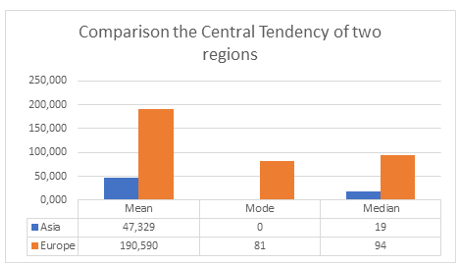 Comparison the Central Tendency of two
regions
250,000
200,000
150,000
100,000
50,000
0,000
Mean Mode Median
Asia 47,329 0 19
Europe 190,590 81 94